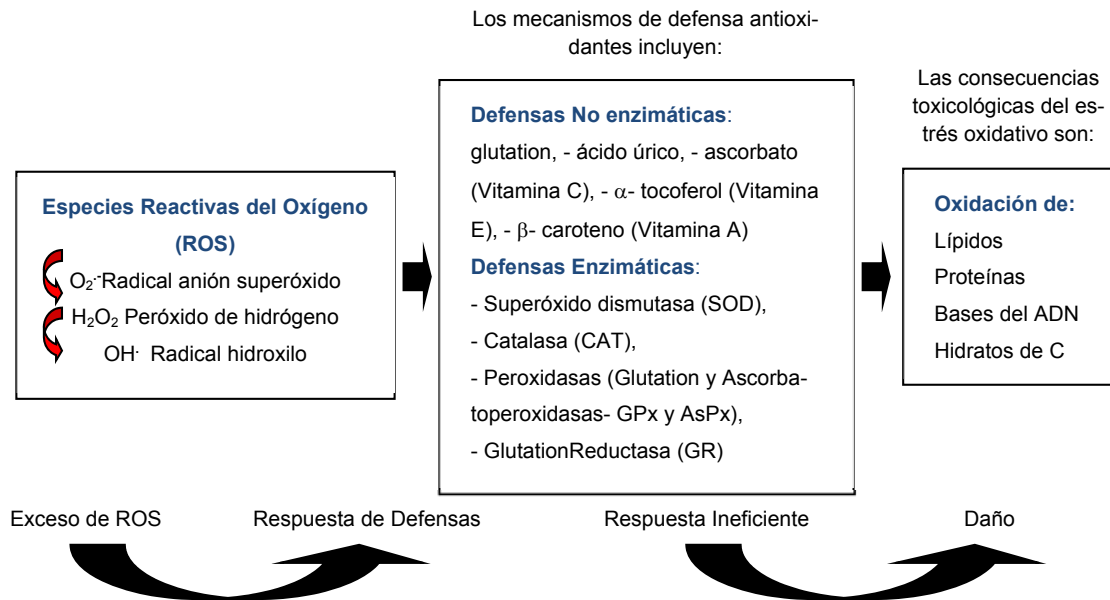 Los mecanismos de defensa antioxi-
dantes incluyen:
Las consecuencias
toxicológicas del es-
trés oxidativo son:
Especies Reactivas del Oxígeno
(ROS)
O₂·⁻Radical anión superóxido
H₂O₂ Peróxido de hidrógeno
OH· Radical hidroxilo
Defensas No enzimáticas:
glutation, - ácido úrico, - ascorbato
(Vitamina C), - α- tocoferol (Vitamina
E), - β- caroteno (Vitamina A)
Defensas Enzimáticas:
- Superóxido dismutasa (SOD),
- Catalasa (CAT),
- Peroxidasas (Glutation y Ascorba-
toperoxidasas- GPx y AsPx),
- GlutationReductasa (GR)
Oxidación de:
Lípidos
Proteínas
Bases del ADN
Hidratos de C
Exceso de ROS
Respuesta de Defensas
Respuesta Ineficiente
Daño